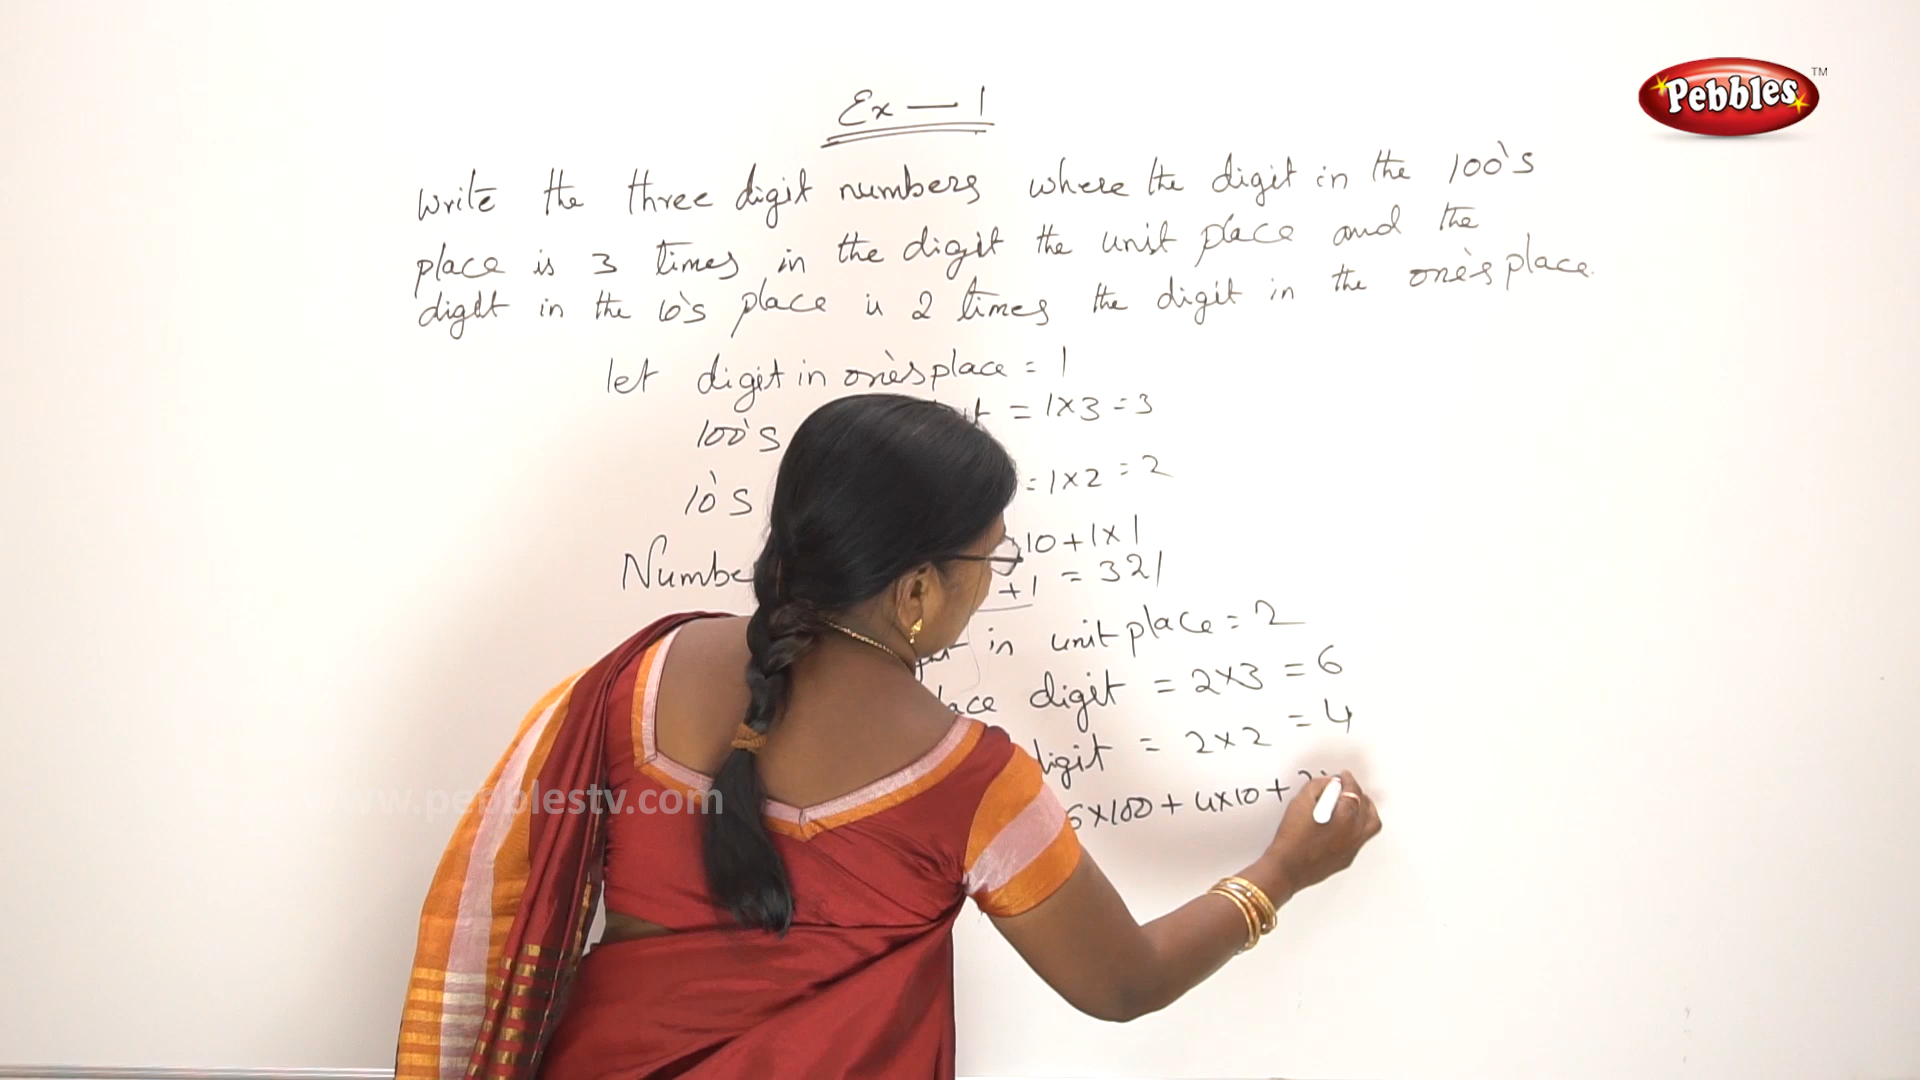 Pebbles TM
Ex — 1
Write the three digit numbers where the digit in the 100's
place is 3 times in the digit the unit place and the
digit in the 10's place is 2 times the digit in the one's place.
let digit in one's place = 1
100's = 1×3 = 3
10's = 1×2 = 2
10 + 1×1
Numbe
+1 = 321
in unit place = 2
digit = 2×3 = 6
digit = 2×2 = 4
6×100 + 4×10 +
www.pebblestv.com